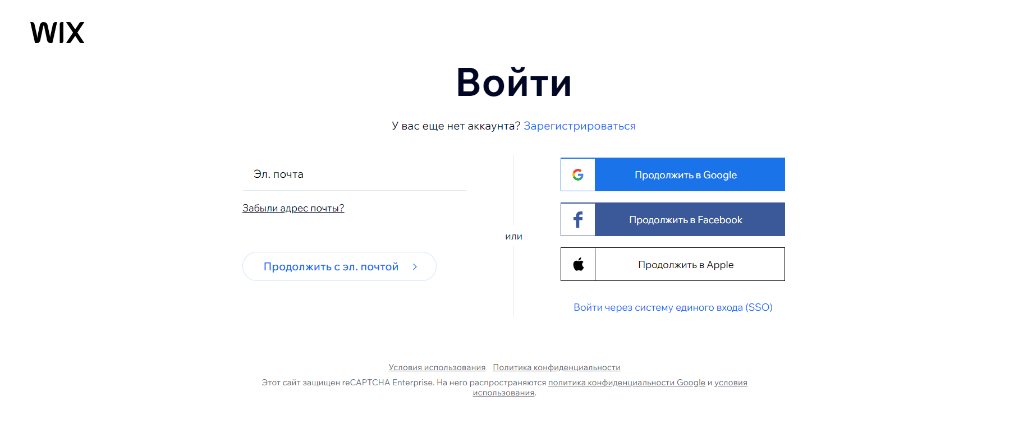 WIX
Войти
У вас еще нет аккаунта? Зарегистрироваться
Эл. почта
Забыли адрес почты?
Продолжить с эл. почтой
или
Продолжить в Google
Продолжить в Facebook
Продолжить в Apple
Войти через систему единого входа (SSO)
Условия использования Политика конфиденциальности
Этот сайт защищен reCAPTCHA Enterprise. На него распространяются политика конфиденциальности Google и условия
использования.